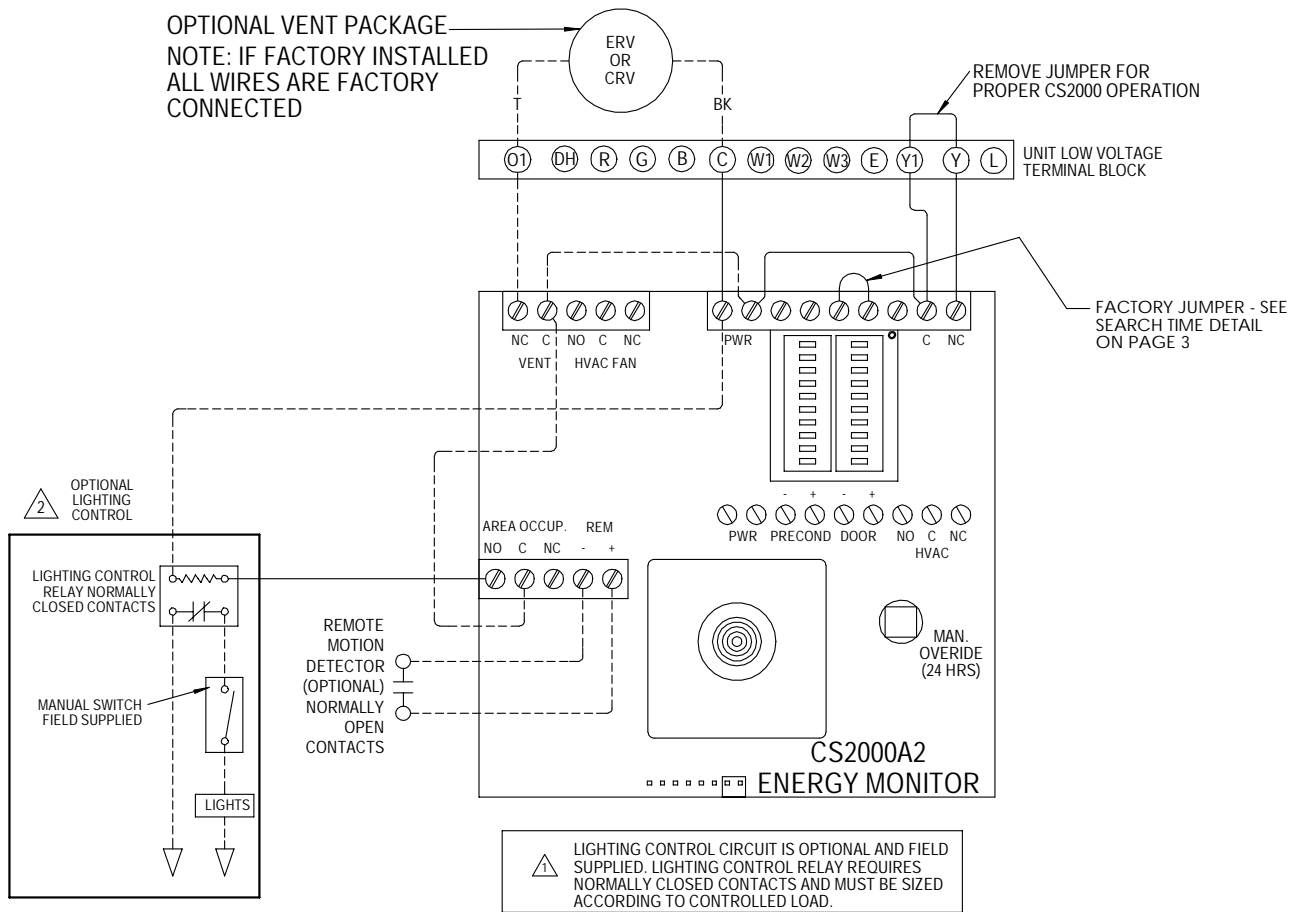 OPTIONAL VENT PACKAGE
NOTE: IF FACTORY INSTALLED
ALL WIRES ARE FACTORY
CONNECTED
ERV
OR
CRV
T
BK
REMOVE JUMPER FOR
PROPER CS2000 OPERATION
O1 DH R G B C W1 W2 W3 E Y1 Y L
UNIT LOW VOLTAGE
TERMINAL BLOCK
FACTORY JUMPER - SEE
SEARCH TIME DETAIL
ON PAGE 3
NC C NO C NC
VENT HVAC FAN
PWR
C NC
2
OPTIONAL
LIGHTING
CONTROL
LIGHTING CONTROL
RELAY NORMALLY
CLOSED CONTACTS
MANUAL SWITCH
FIELD SUPPLIED
LIGHTS
AREA OCCUP. REM
NO C NC - +
REMOTE
MOTION
DETECTOR
(OPTIONAL)
NORMALLY
OPEN
CONTACTS
- + - +
PWR PRECOND DOOR NO C NC
HVAC
MAN.
OVERIDE
(24 HRS)
CS2000A2
ENERGY MONITOR
1
LIGHTING CONTROL CIRCUIT IS OPTIONAL AND FIELD
SUPPLIED. LIGHTING CONTROL RELAY REQUIRES
NORMALLY CLOSED CONTACTS AND MUST BE SIZED
ACCORDING TO CONTROLLED LOAD.